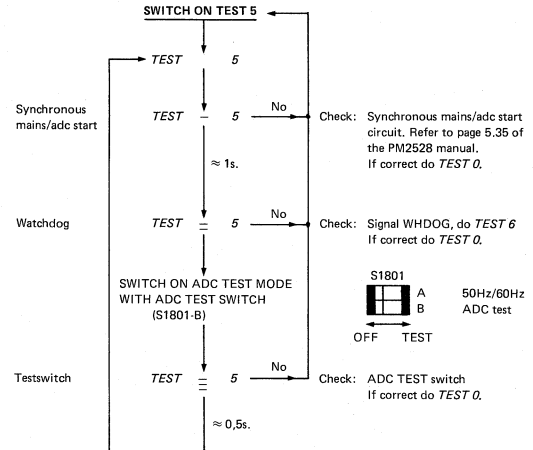 SWITCH ON TEST 5
TEST 5
Synchronous mains/adc start
TEST – 5
No
Check: Synchronous mains/adc start
circuit. Refer to page 5.35 of
the PM2528 manual.
If correct do TEST 0.
≈ 1s.
Watchdog
TEST = 5
No
Check: Signal WHDOG, do TEST 6
If correct do TEST 0.
SWITCH ON ADC TEST MODE
WITH ADC TEST SWITCH
(S1801-B)
S1801
A 50Hz/60Hz
B ADC test
OFF TEST
Testswitch
TEST ≡ 5
No
Check: ADC TEST switch
If correct do TEST 0.
≈ 0,5s.